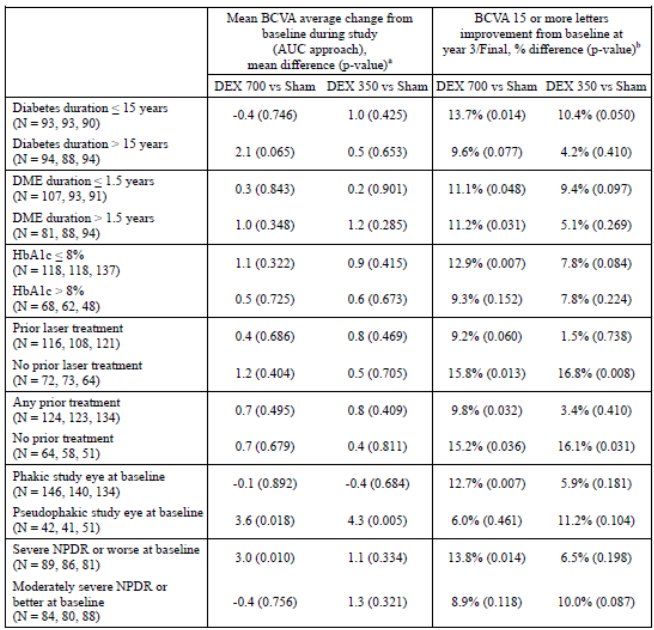 Mean BCVA average change from
baseline during study
(AUC approach),
mean difference (p-value)ᵃ
BCVA 15 or more letters
improvement from baseline at
year 3/Final, % difference (p-value)ᵇ
DEX 700 vs Sham DEX 350 vs Sham DEX 700 vs Sham DEX 350 vs Sham
Diabetes duration ≤ 15 years
(N = 93, 93, 90)
-0.4 (0.746) 1.0 (0.425) 13.7% (0.014) 10.4% (0.050)
Diabetes duration > 15 years
(N = 94, 88, 94)
2.1 (0.065) 0.5 (0.653) 9.6% (0.077) 4.2% (0.410)
DME duration ≤ 1.5 years
(N = 107, 93, 91)
0.3 (0.843) 0.2 (0.901) 11.1% (0.048) 9.4% (0.097)
DME duration > 1.5 years
(N = 81, 88, 94)
1.0 (0.348) 1.2 (0.285) 11.2% (0.031) 5.1% (0.269)
HbA1c ≤ 8%
(N = 118, 118, 137)
1.1 (0.322) 0.9 (0.415) 12.9% (0.007) 7.8% (0.084)
HbA1c > 8%
(N = 68, 62, 48)
0.5 (0.725) 0.6 (0.673) 9.3% (0.152) 7.8% (0.224)
Prior laser treatment
(N = 116, 108, 121)
0.4 (0.686) 0.8 (0.469) 9.2% (0.060) 1.5% (0.738)
No prior laser treatment
(N = 72, 73, 64)
1.2 (0.404) 0.5 (0.705) 15.8% (0.013) 16.8% (0.008)
Any prior treatment
(N = 124, 123, 134)
0.7 (0.495) 0.8 (0.409) 9.8% (0.032) 3.4% (0.410)
No prior treatment
(N = 64, 58, 51)
0.7 (0.679) 0.4 (0.811) 15.2% (0.036) 16.1% (0.031)
Phakic study eye at baseline
(N = 146, 140, 134)
-0.1 (0.892) -0.4 (0.684) 12.7% (0.007) 5.9% (0.181)
Pseudophakic study eye at baseline
(N = 42, 41, 51)
3.6 (0.018) 4.3 (0.005) 6.0% (0.461) 11.2% (0.104)
Severe NPDR or worse at baseline
(N = 89, 86, 81)
3.0 (0.010) 1.1 (0.334) 13.8% (0.014) 6.5% (0.198)
Moderately severe NPDR or
better at baseline
(N = 84, 80, 88)
-0.4 (0.756) 1.3 (0.321) 8.9% (0.118) 10.0% (0.087)